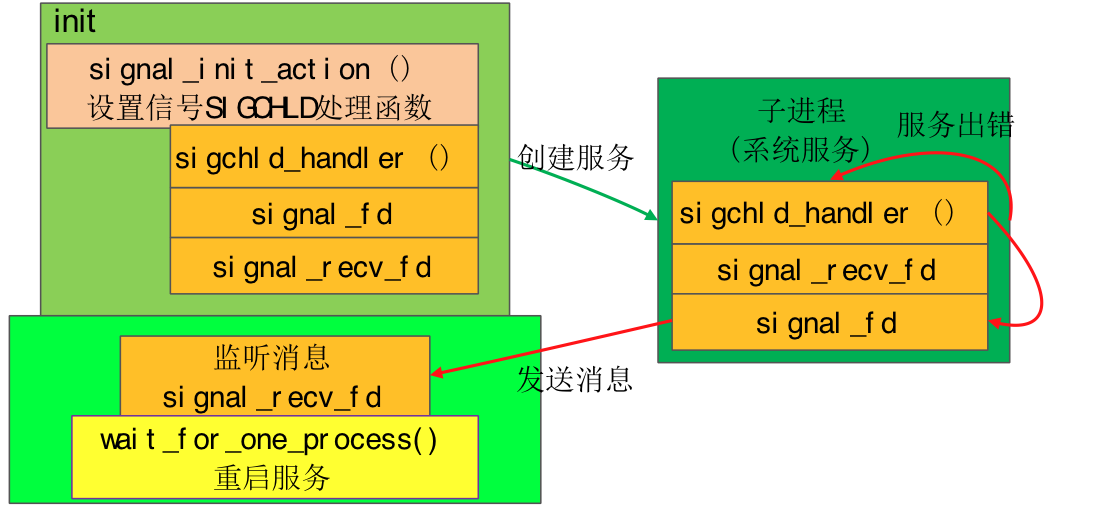 init
signal_init_action（）
设置信号SIGCHLD处理函数
sigchld_handler （）
signal_fd
signal_recv_fd
创建服务
子进程
（系统服务）
服务出错
sigchld_handler （）
signal_recv_fd
signal_fd
发送消息
监听消息
signal_recv_fd
wait_for_one_process()
重启服务